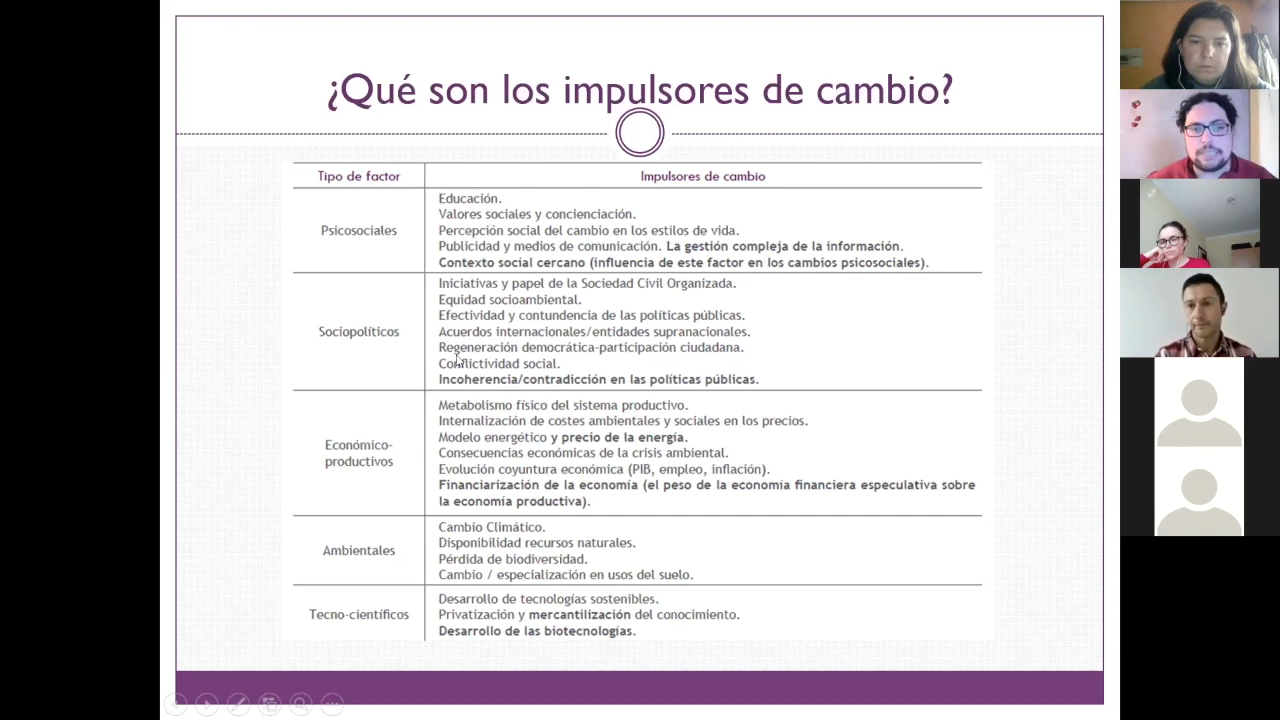 ¿Qué son los impulsores de cambio?
Tipo de factor
Impulsores de cambio
Psicosociales
Educación.
Valores sociales y concienciación.
Percepción social del cambio en los estilos de vida.
Publicidad y medios de comunicación. La gestión compleja de la información.
Contexto social cercano (influencia de este factor en los cambios psicosociales).
Sociopolíticos
Iniciativas y papel de la Sociedad Civil Organizada.
Equidad socioambiental.
Efectividad y contundencia de las políticas públicas.
Acuerdos internacionales/entidades supranacionales.
Regeneración democrática-participación ciudadana.
Conflictividad social.
Incoherencia/contradicción en las políticas públicas.
Económico-
productivos
Metabolismo físico del sistema productivo.
Internalización de costes ambientales y sociales en los precios.
Modelo energético y precio de la energía.
Consecuencias económicas de la crisis ambiental.
Evolución coyuntura económica (PIB, empleo, inflación).
Financiarización de la economía (el peso de la economía financiera especulativa sobre
la economía productiva).
Ambientales
Cambio Climático.
Disponibilidad recursos naturales.
Pérdida de biodiversidad.
Cambio / especialización en usos del suelo.
Tecno-científicos
Desarrollo de tecnologías sostenibles.
Privatización y mercantilización del conocimiento.
Desarrollo de las biotecnologías.